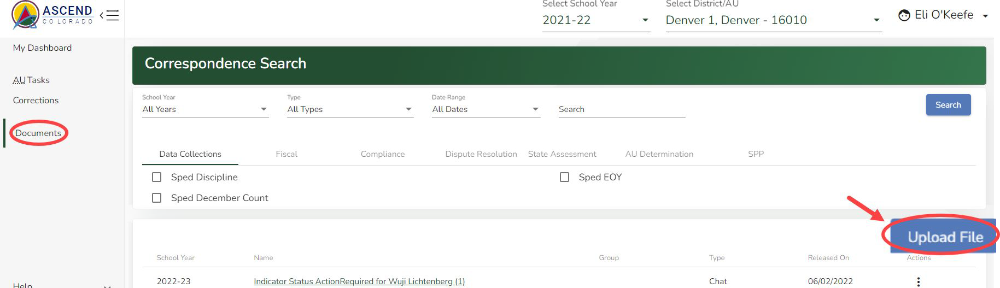 ASCEND
COLORADO
Select School Year
2021-22
Select District/AU
Denver 1, Denver - 16010
Eli O'Keefe
My Dashboard
AU Tasks
Corrections
Documents
Help
Correspondence Search
School Year
All Years
Type
All Types
Date Range
All Dates
Search
Search
Data Collections Fiscal Compliance Dispute Resolution State Assessment AU Determination SPP
Sped Discipline
Sped EOY
Sped December Count
Upload File
School Year Name Group Type Released On Actions
2022-23 Indicator Status ActionRequired for Wuji Lichtenberg (1) Chat 06/02/2022